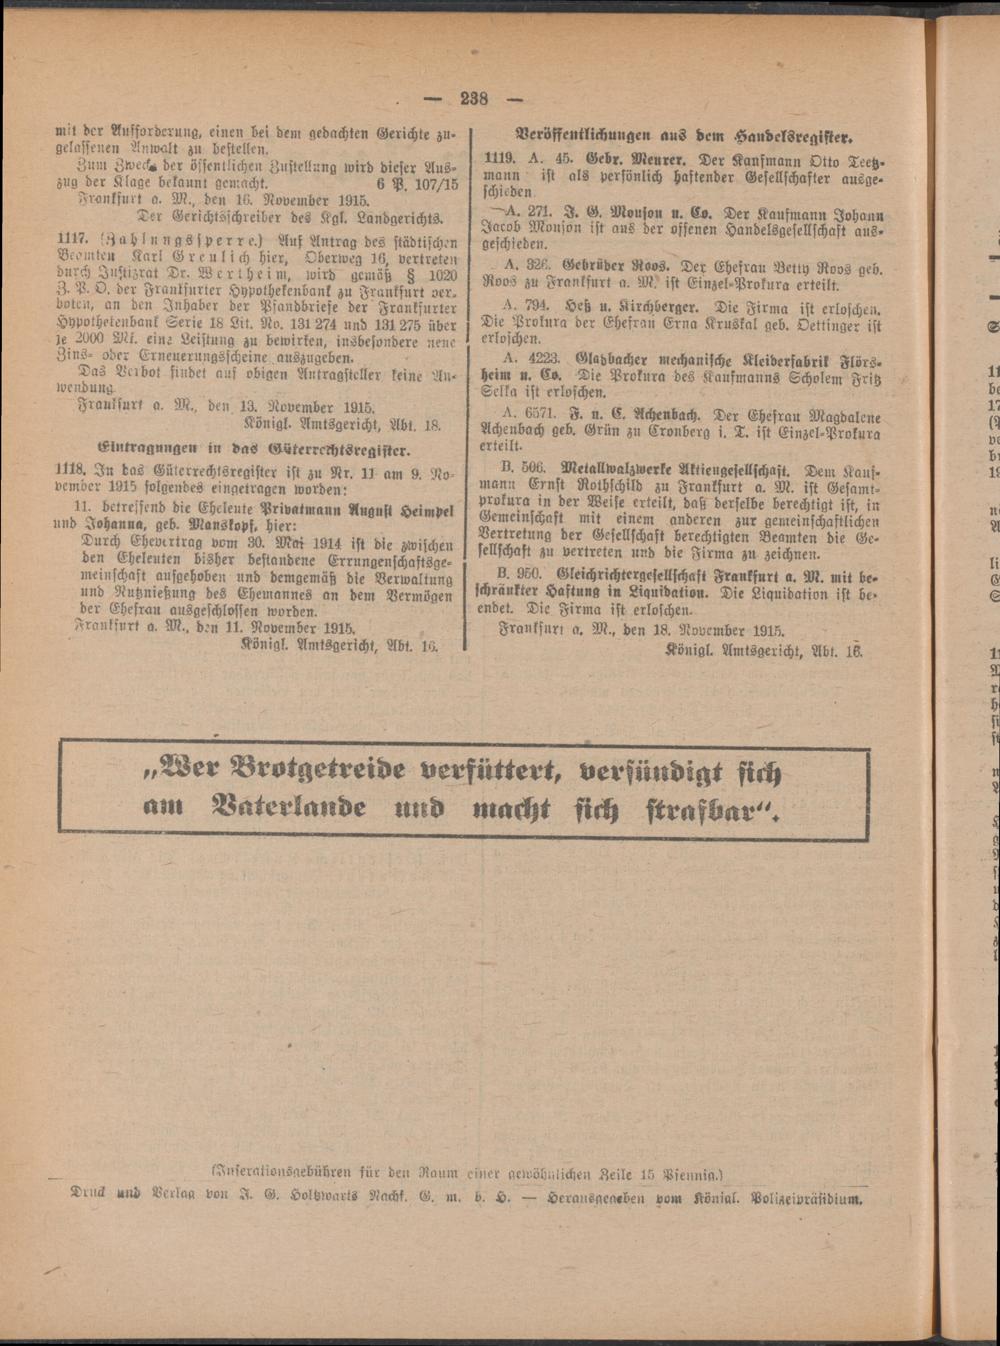 — 238 —
mit der Aufforderung, einen bei dem gedachten Gerichte zu-
gelassenen Anwalt zu bestellen.
Zum Zweck der öffentlichen Zustellung wird dieser Aus-
zug der Klage bekannt gemacht. 6 P. 107/15
Frankfurt a. M., den 16. November 1915.
Der Gerichtsschreiber des Kgl. Landgerichts.
1117. (Zahlungssperre.) Auf Antrag des städtischen
Beamten Karl Greulich hier, Oberweg 16, vertreten
durch Justizrat Dr. Wertheim, wird gemäß § 1020
Z. P. O. der Frankfurter Hypothekenbank zu Frankfurt ver-
boten, an den Inhaber der Pfandbriefe der Frankfurter
Hypothekenbank Serie 18 Lit. No. 131 274 und 131 275 über
je 2000 Mk. eine Leistung zu bewirken, insbesondere neue
Zins- oder Erneuerungsscheine auszugeben.
Das Verbot findet auf obigen Antragsteller keine An-
wendung
Frankfurt a. M., den 13. November 1915.
Königl. Amtsgericht, Abt. 18.
Eintragungen in das Güterrechtsregister.
1118. In das Güterrechtsregister ist zu Nr. 11 am 9. No-
vember 1915 folgendes eingetragen worden:
11. betreffend die Eheleute Privatmann August Heimpel
und Johanna, geb. Manskopf, hier:
Durch Ehevertrag vom 30. Mai 1914 ist die zwischen
den Eheleuten bisher bestandene Errungenschaftsge-
meinschaft aufgehoben und demgemäß die Verwaltung
und Nutznießung des Ehemannes an dem Vermögen
der Ehefrau ausgeschlossen worden.
Frankfurt a. M., den 11. November 1915.
Königl. Amtsgericht, Abt. 16.
Veröffentlichungen aus dem Handelsregister.
1119. A. 45. Gebr. Meurer. Der Kaufmann Otto Teetz-
mann ist als persönlich haftender Gesellschafter ausge-
schieden
A. 271. J. G. Mouson u. Co. Der Kaufmann Johann
Jacob Mouson ist aus der offenen Handelsgesellschaft aus-
geschieden.
A. 326. Gebrüder Roos. Der Ehefrau Betty Roos geb.
Roos zu Frankfurt a. M. ist Einzel-Prokura erteilt.
A. 794. Heß u. Kirchberger. Die Firma ist erloschen.
Die Prokura der Ehefrau Erna Kruskal geb. Oettinger ist
erloschen.
A. 4223. Gladbacher mechanische Kleiderfabrik Flörs-
heim u. Co. Die Prokura des Kaufmanns Scholem Fritz
Selka ist erloschen.
A. 6571. F. u. C. Achenbach. Der Ehefrau Magdalene
Achenbach geb. Grün zu Cronberg i. T. ist Einzel-Prokura
erteilt.
B. 506. Metallwalzwerke Aktiengesellschaft. Dem Kauf-
mann Ernst Rothschild zu Frankfurt a. M. ist Gesamt-
prokura in der Weise erteilt, daß derselbe berechtigt ist, in
Gemeinschaft mit einem anderen zur gemeinschaftlichen
Vertretung der Gesellschaft berechtigten Beamten die Ge-
sellschaft zu vertreten und die Firma zu zeichnen.
B. 950. Gleichrichtergesellschaft Frankfurt a. M. mit be-
schränkter Haftung in Liquidation. Die Liquidation ist be-
endet. Die Firma ist erloschen.
Frankfurt a. M., den 18. November 1915.
Königl. Amtsgericht, Abt. 16.
„Wer Brotgetreide verfüttert, versündigt sich
am Vaterlande und macht sich strafbar“.
(Inserationsgebühren für den Raum einer gewöhnlichen Zeile 15 Pfennig.)
Druck und Verlag von J. G. Holtzwarts Nachf. G. m. b. H. — Herausgegeben vom Königl. Polizeipräsidium.